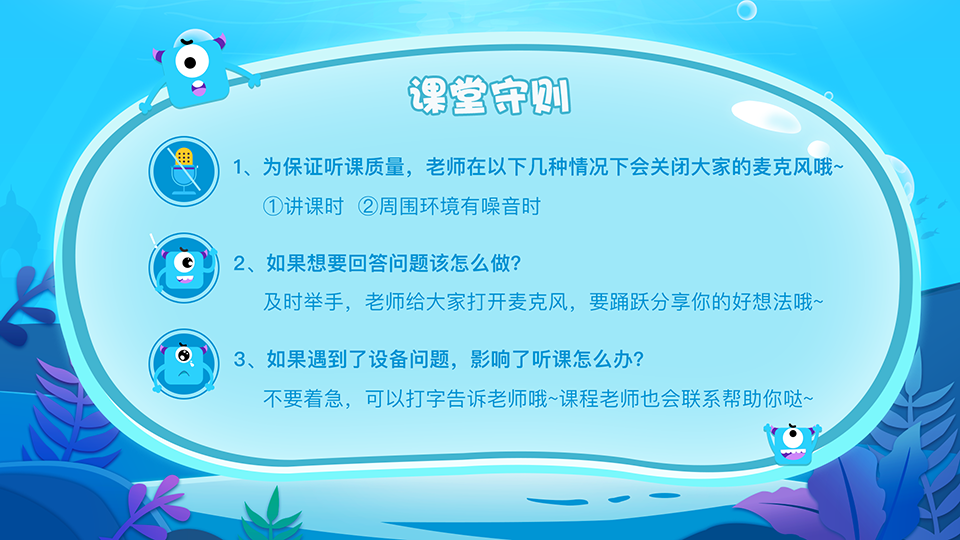 课堂守则
1、为保证听课质量，老师在以下几种情况下会关闭大家的麦克风哦~
①讲课时 ②周围环境有噪音时
2、如果想要回答问题该怎么做？
及时举手，老师给大家打开麦克风，要踊跃分享你的好想法哦~
3、如果遇到了设备问题，影响了听课怎么办？
不要着急，可以打字告诉老师哦~课程老师也会联系帮助你哒~